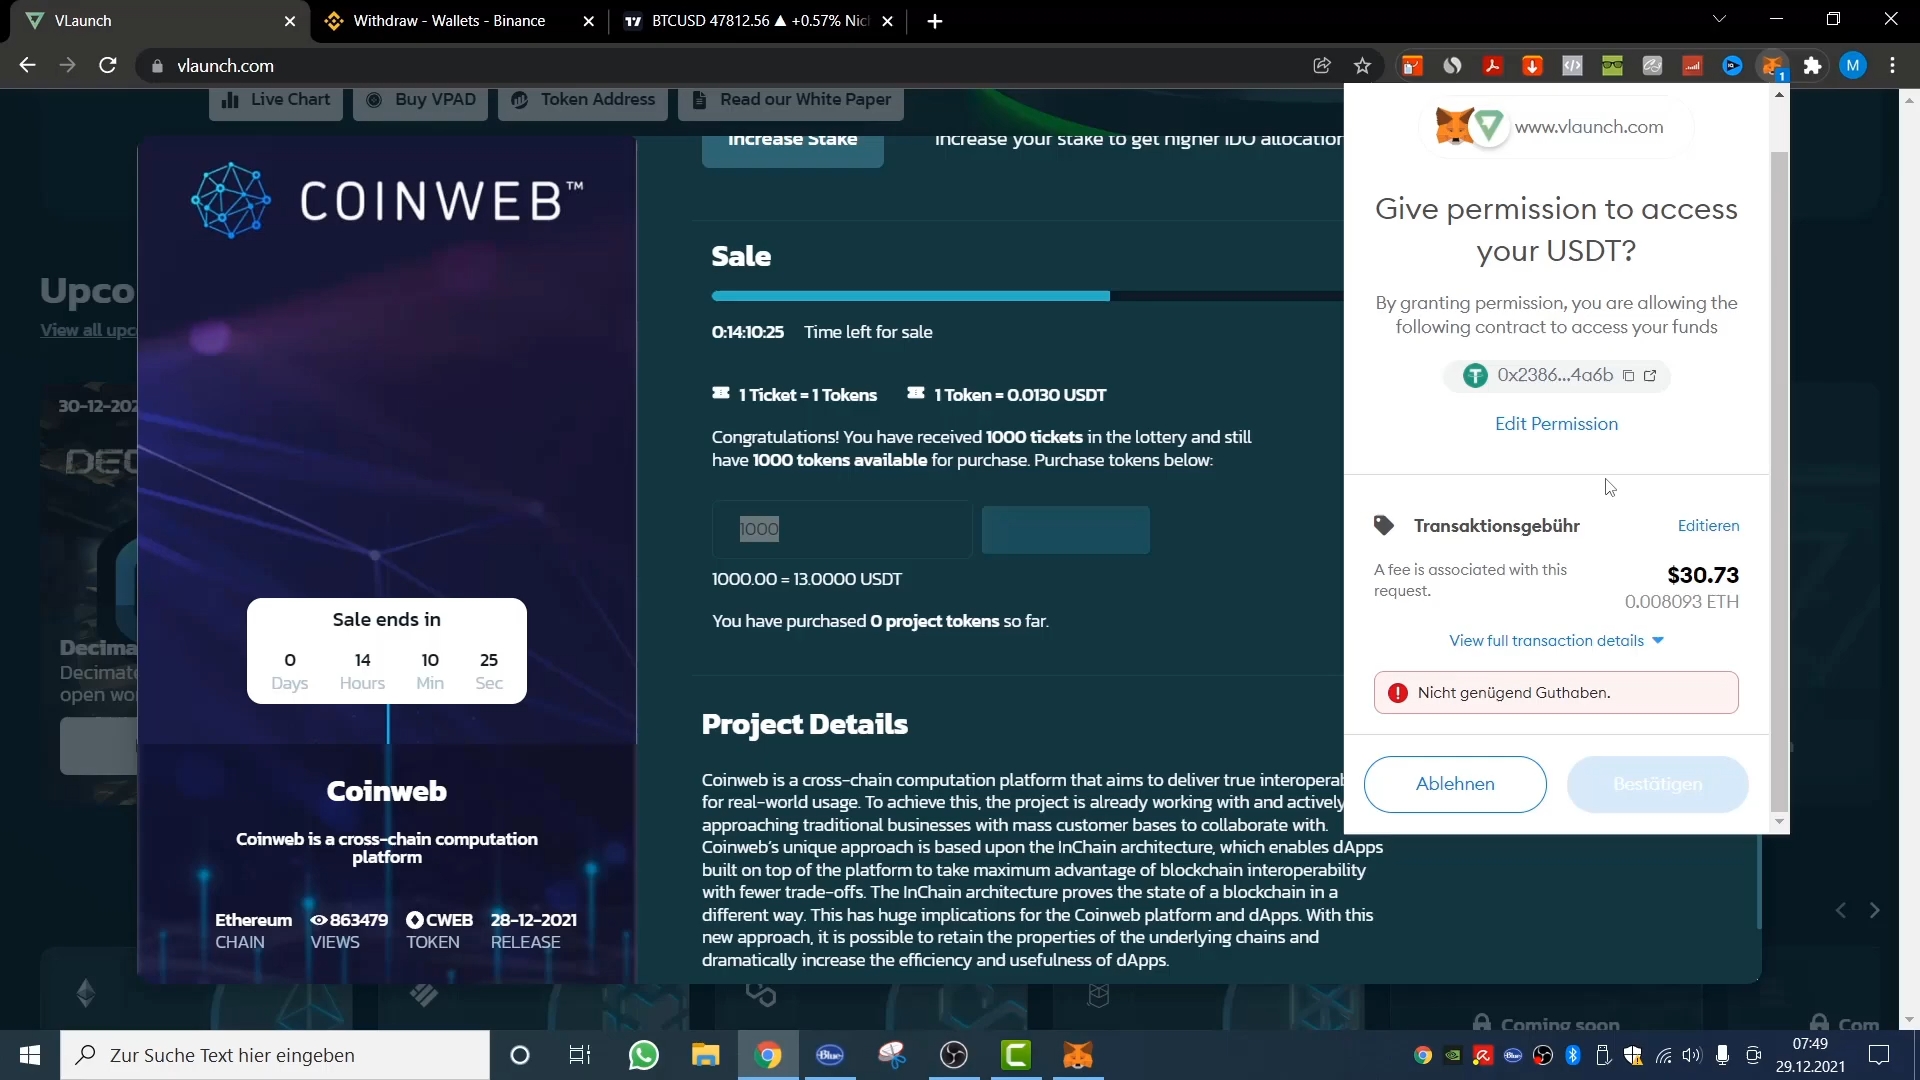 VLaunch
Withdraw - Wallets - Binance
BTCUSD 47812.56 ▲ +0.57% Nic
vlaunch.com
M
1
Live Chart
Buy VPAD
Token Address
Read our White Paper
Increase Stake
Increase your stake to get higher IDO allocation
COINWEB™
Upco
View all upc
30-12-202
DEC
Decima
Decimate
open wo
Sale
0:14:10:25 Time left for sale
1 Ticket = 1 Tokens
1 Token = 0.0130 USDT
Congratulations! You have received 1000 tickets in the lottery and still
have 1000 tokens available for purchase. Purchase tokens below:
1000
1000.00 = 13.0000 USDT
You have purchased 0 project tokens so far.
Sale ends in
0 14 10 25
Days Hours Min Sec
Coinweb
Coinweb is a cross-chain computation
platform
Ethereum 863479 CWEB 28-12-2021
CHAIN VIEWS TOKEN RELEASE
Project Details
Coinweb is a cross-chain computation platform that aims to deliver true interoperab
for real-world usage. To achieve this, the project is already working with and actively
approaching traditional businesses with mass customer bases to collaborate with.
Coinweb's unique approach is based upon the InChain architecture, which enables dApps
built on top of the platform to take maximum advantage of blockchain interoperability
with fewer trade-offs. The InChain architecture proves the state of a blockchain in a
different way. This has huge implications for the Coinweb platform and dApps. With this
new approach, it is possible to retain the properties of the underlying chains and
dramatically increase the efficiency and usefulness of dApps.
www.vlaunch.com
Give permission to access
your USDT?
By granting permission, you are allowing the
following contract to access your funds
0x2386...4a6b
Edit Permission
Transaktionsgebühr
Editieren
A fee is associated with this
request.
$30.73
0.008093 ETH
View full transaction details
Nicht genügend Guthaben.
Ablehnen
Bestätigen
Coming soon
Com
Zur Suche Text hier eingeben
Blue
07:49
29.12.2021